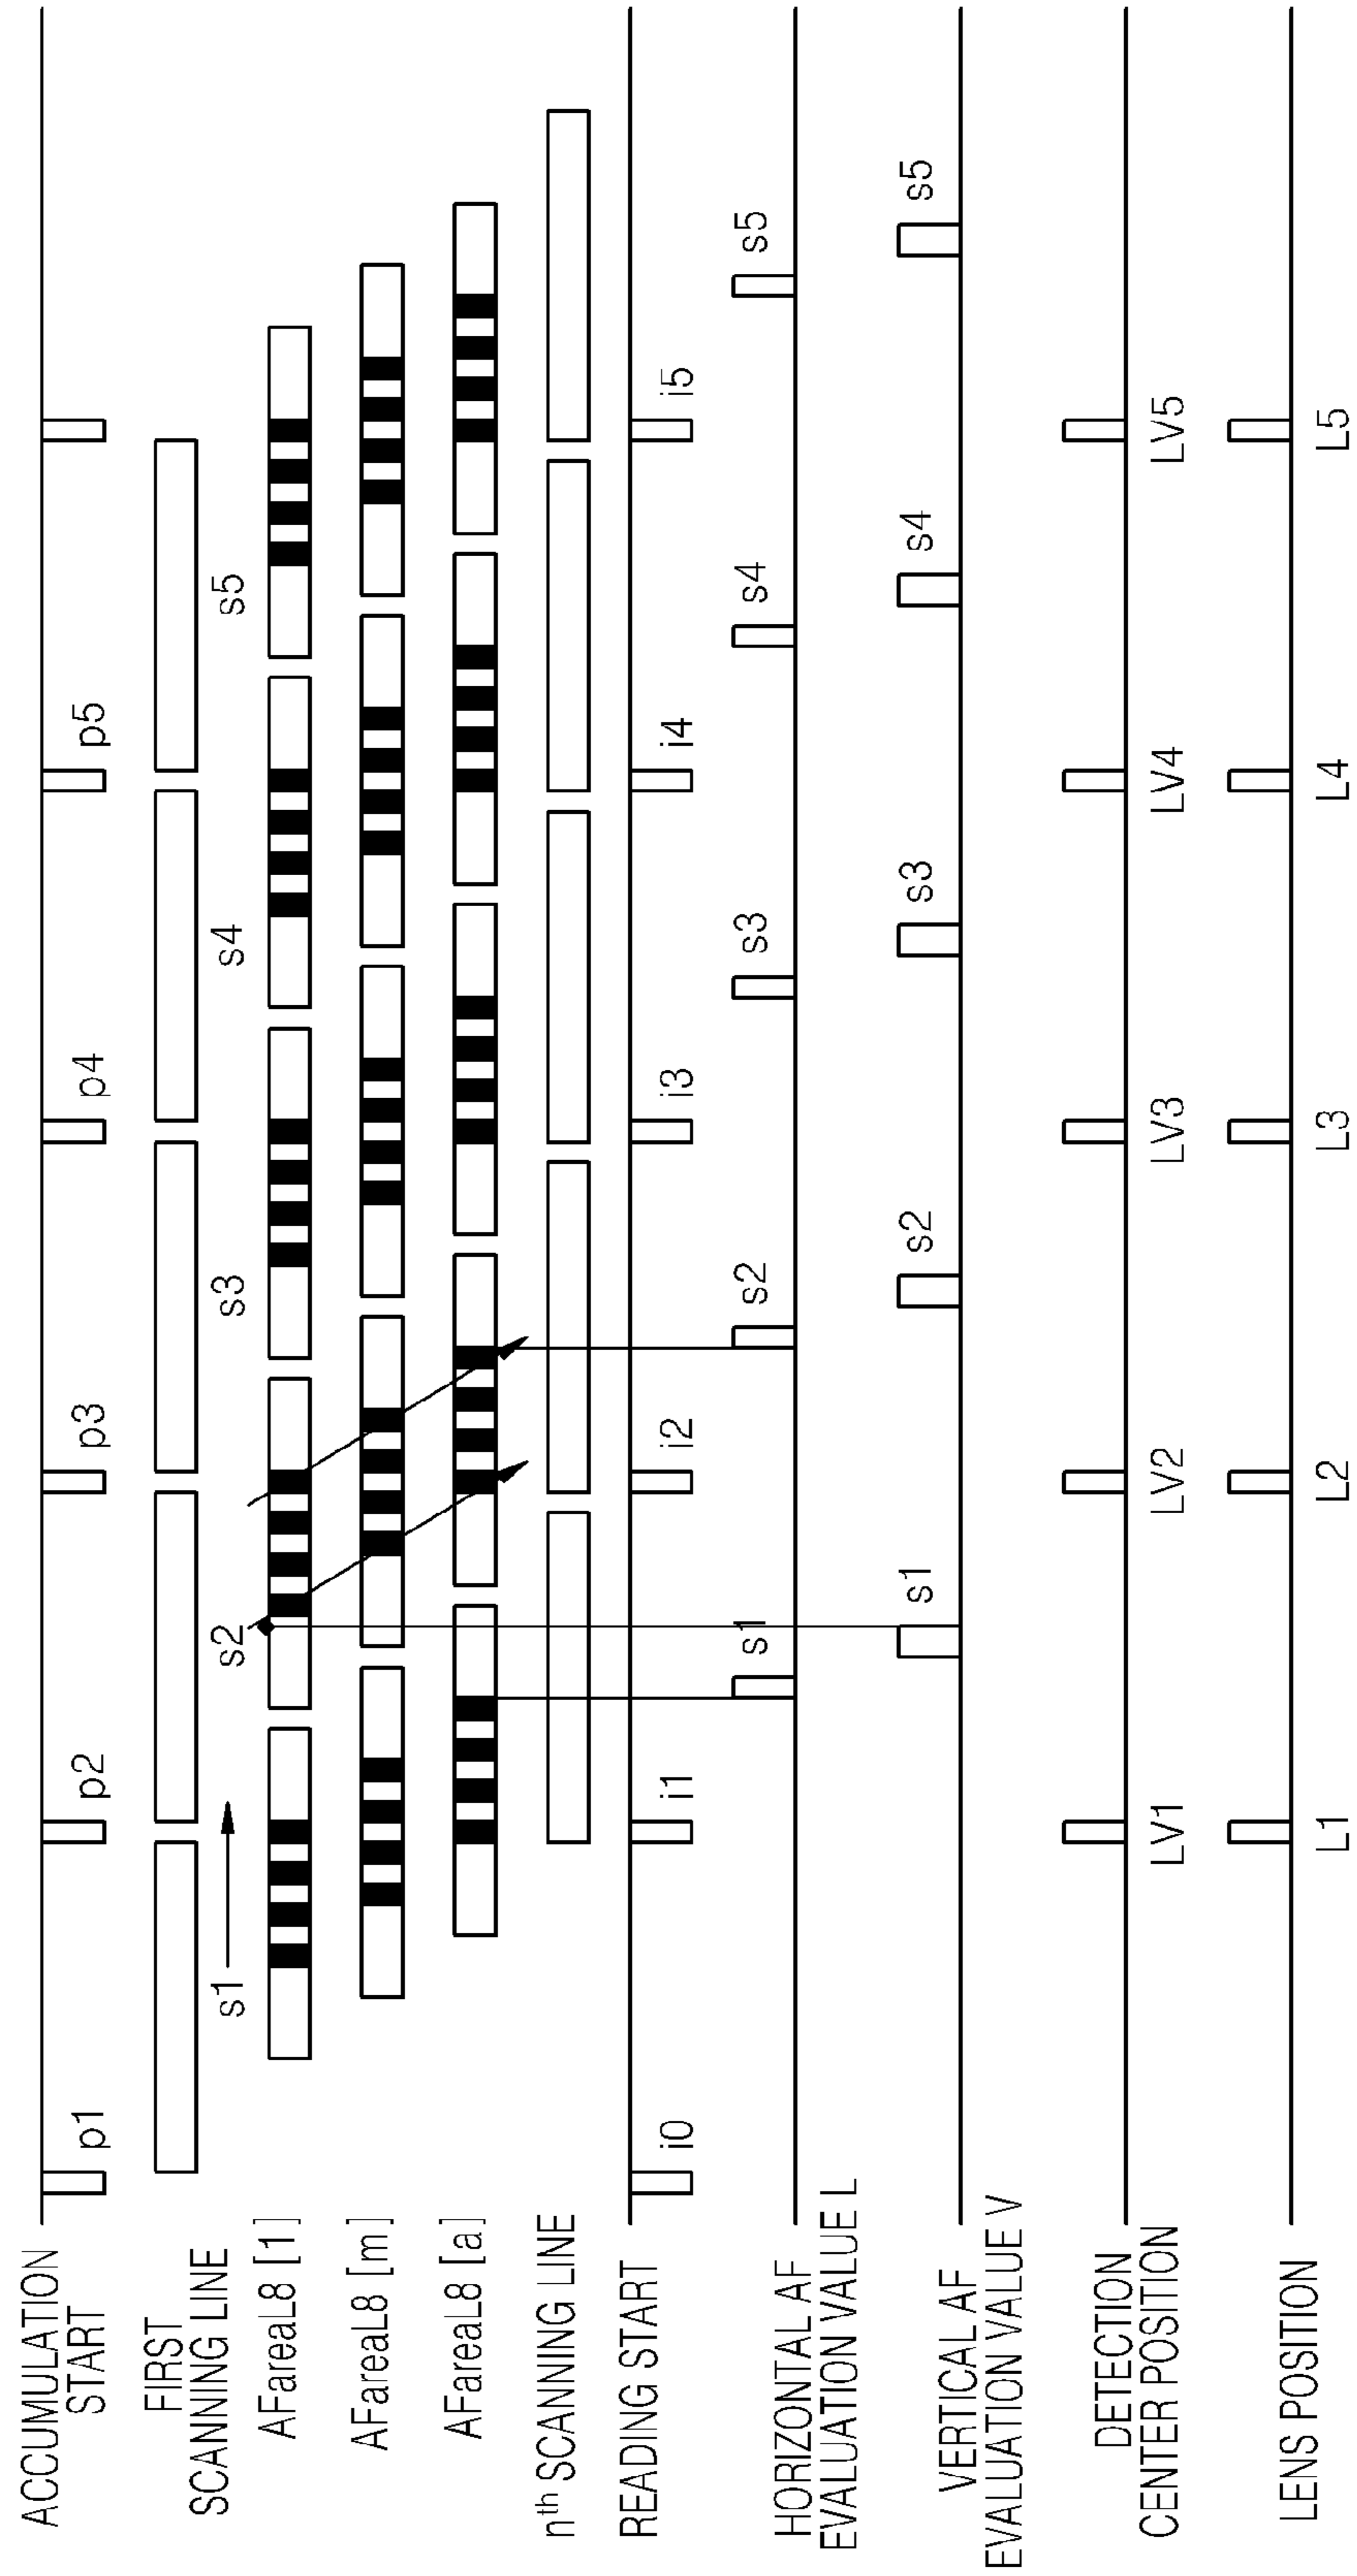 ACCUMULATION
START
p1
p2
p3
p4
p5
FIRST
SCANNING LINE
s1
s2
s3
s4
s5
AFareaL8 [1]
AFareaL8 [m]
AFareaL8 [a]
nth SCANNING LINE
READING START
i0
i1
i2
i3
i4
i5
HORIZONTAL AF
EVALUATION VALUE L
s1
s2
s3
s4
s5
VERTICAL AF
EVALUATION VALUE V
s1
s2
s3
s4
s5
DETECTION
CENTER POSITION
LV1
LV2
LV3
LV4
LV5
LENS POSITION
L1
L2
L3
L4
L5